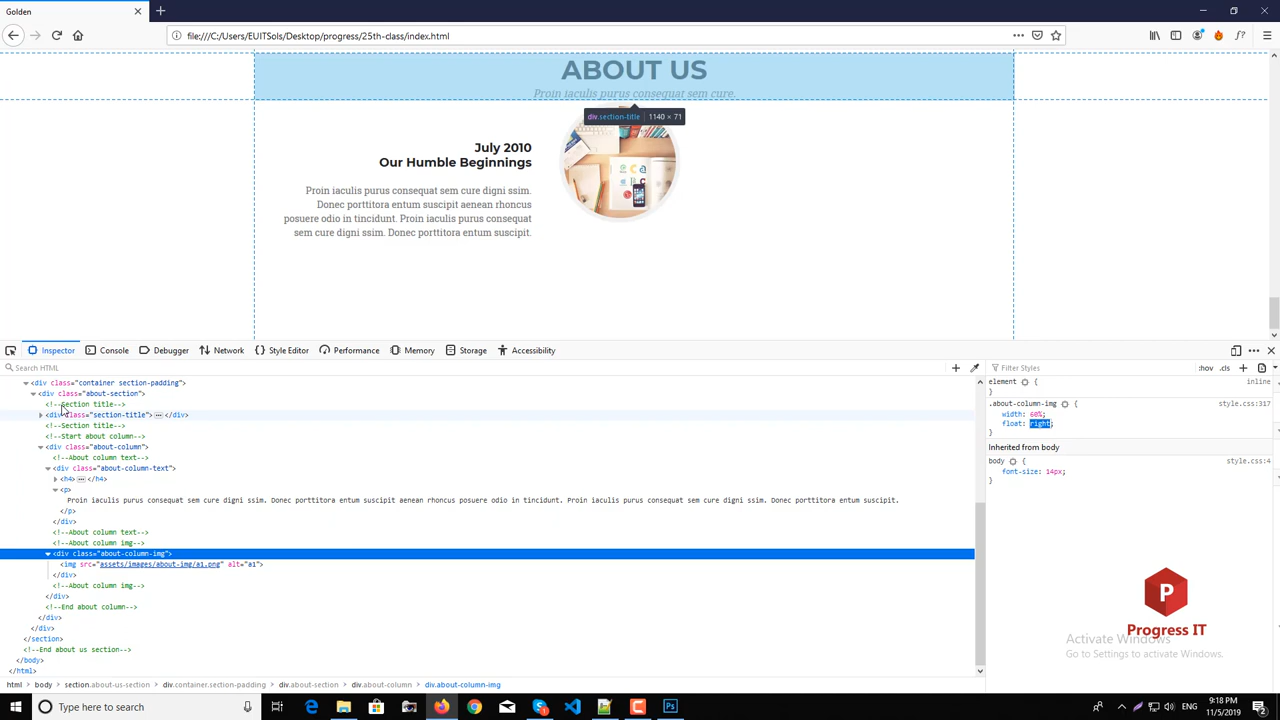 Golden
file:///C:/Users/EUITSols/Desktop/progress/25th-class/index.html
ABOUT US
Proin iaculis purus consequat sem cure.
div.section-title 1140 × 71
July 2010
Our Humble Beginnings
Proin iaculis purus consequat sem cure digni ssim.
Donec porttitora entum suscipit aenean rhoncus
posuere odio in tincidunt. Proin iaculis purus consequat
sem cure digni ssim. Donec porttitora entum suscipit.
Inspector Console Debugger Network Style Editor Performance Memory Storage Accessibility
Search HTML
Filter Styles :hov .cls
<div class="container section-padding">
<div class="about-section">
<!--Section title-->
<div class="section-title"> </div>
<!--Section title-->
<!--Start about column-->
<div class="about-column">
<!--About column text-->
<div class="about-column-text">
<h4> </h4>
<p>
Proin iaculis purus consequat sem cure digni ssim. Donec porttitora entum suscipit aenean rhoncus posuere odio in tincidunt. Proin iaculis purus consequat sem cure digni ssim. Donec porttitora entum suscipit.
</p>
</div>
<!--About column text-->
<!--About column img-->
<div class="about-column-img">
<img src="assets/images/about-img/a1.png" alt="a1">
</div>
<!--About column img-->
</div>
<!--End about column-->
</div>
</div>
</section>
<!--End about us section-->
</body>
</html>
element { inline
}
.about-column-img { style.css:317
width: 60%;
float: right;
}
Inherited from body
body { style.css:4
font-size: 14px;
}
P
Progress IT
Activate Windows
Go to Settings to activate Windows.
html body section.about-us-section div.container.section-padding div.about-section div.about-column div.about-column-img
Type here to search
ENG
9:18 PM
11/5/2019
2